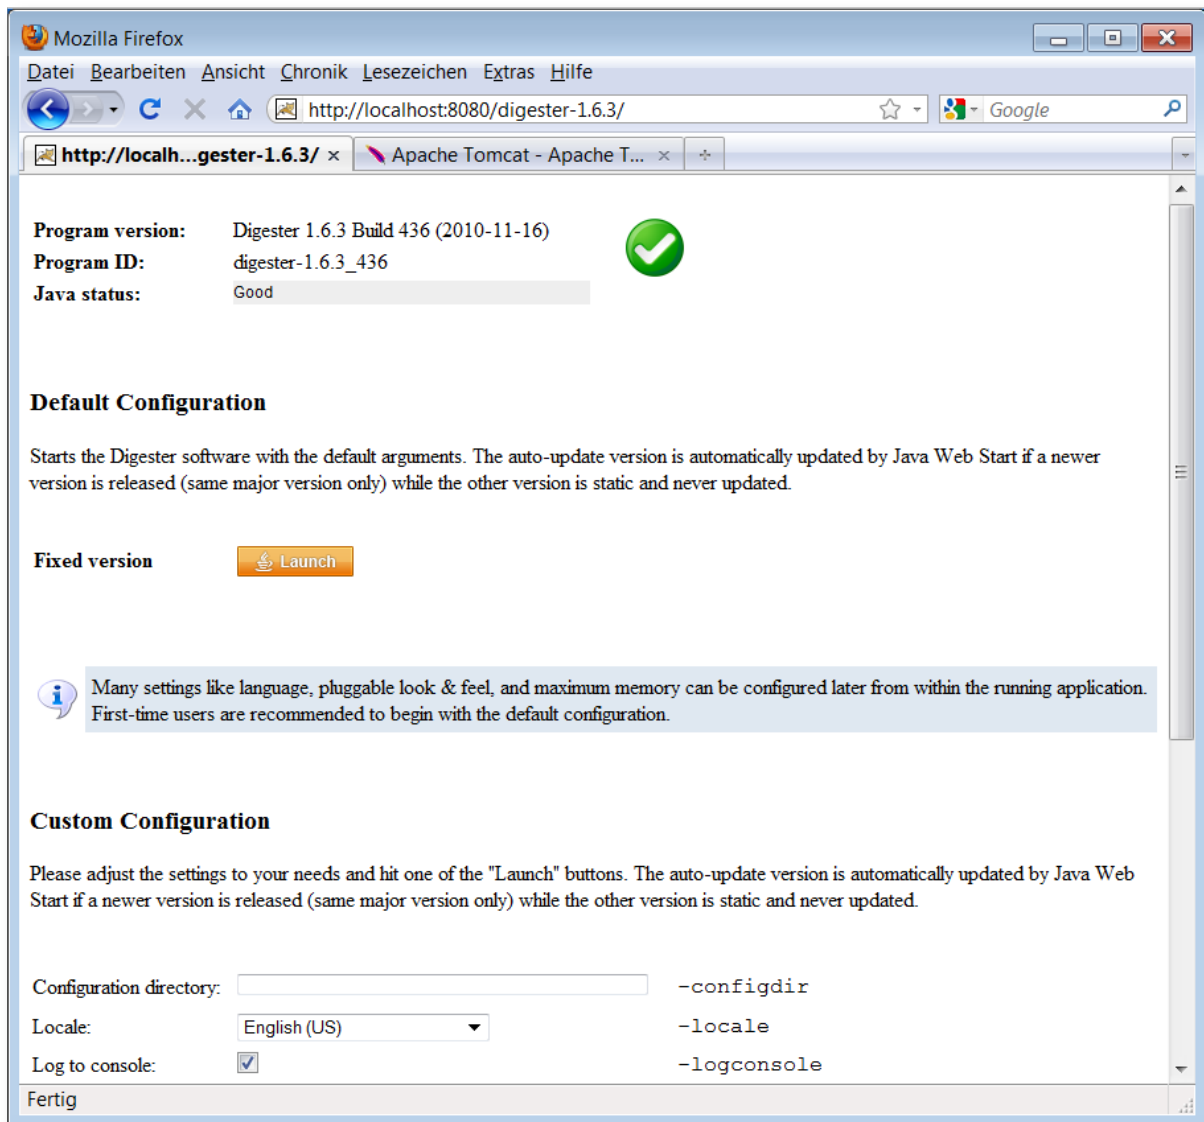 Mozilla Firefox
Datei Bearbeiten Ansicht Chronik Lesezeichen Extras Hilfe
http://localhost:8080/digester-1.6.3/ Google
http://localh...gester-1.6.3/ Apache Tomcat - Apache T...
Program version: Digester 1.6.3 Build 436 (2010-11-16)
Program ID: digester-1.6.3_436
Java status: Good
Default Configuration
Starts the Digester software with the default arguments. The auto-update version is automatically updated by Java Web Start if a newer
version is released (same major version only) while the other version is static and never updated.
Fixed version Launch
Many settings like language, pluggable look & feel, and maximum memory can be configured later from within the running application.
First-time users are recommended to begin with the default configuration.
Custom Configuration
Please adjust the settings to your needs and hit one of the "Launch" buttons. The auto-update version is automatically updated by Java Web
Start if a newer version is released (same major version only) while the other version is static and never updated.
Configuration directory: -configdir
Locale: English (US) -locale
Log to console: -logconsole
Fertig